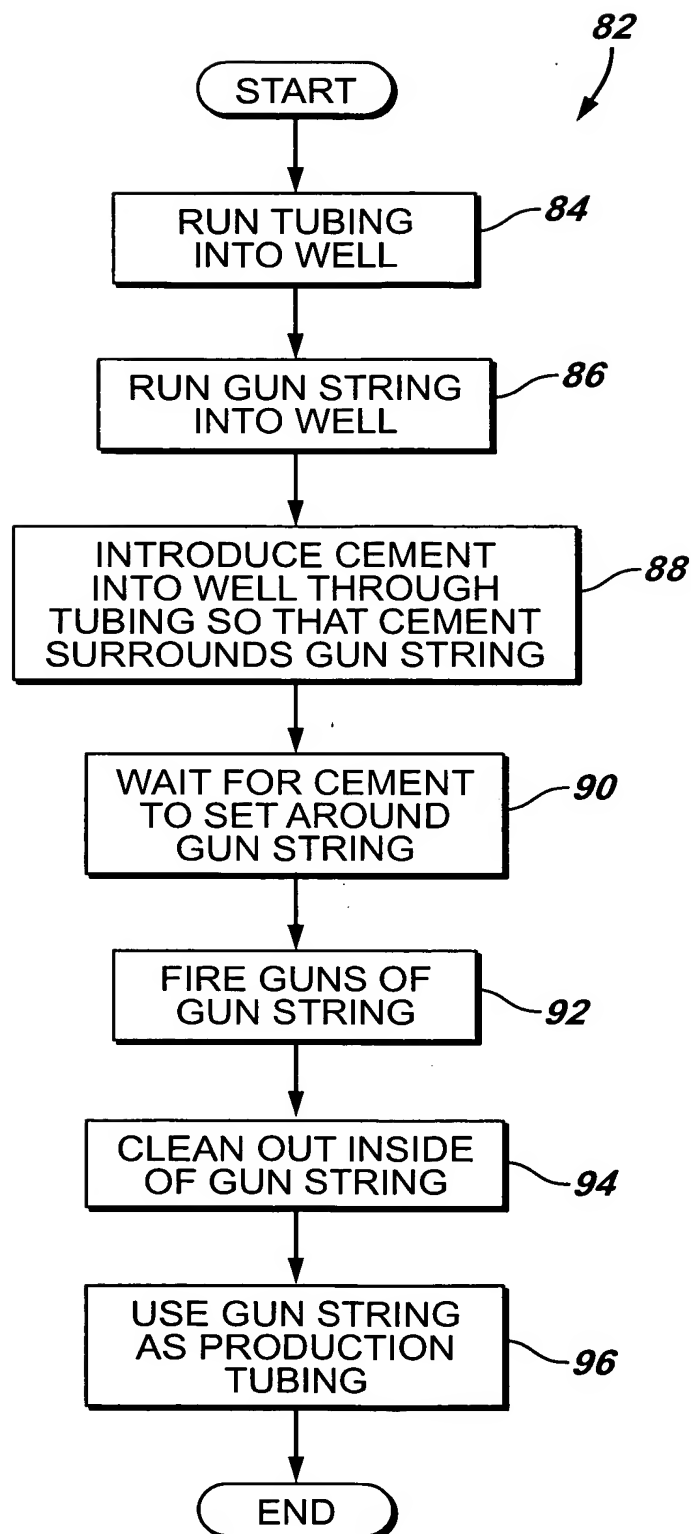 82
START
RUN TUBING
INTO WELL
84
RUN GUN STRING
INTO WELL
86
INTRODUCE CEMENT
INTO WELL THROUGH
TUBING SO THAT CEMENT
SURROUNDS GUN STRING
88
WAIT FOR CEMENT
TO SET AROUND
GUN STRING
90
FIRE GUNS OF
GUN STRING
92
CLEAN OUT INSIDE
OF GUN STRING
94
USE GUN STRING
AS PRODUCTION
TUBING
96
END